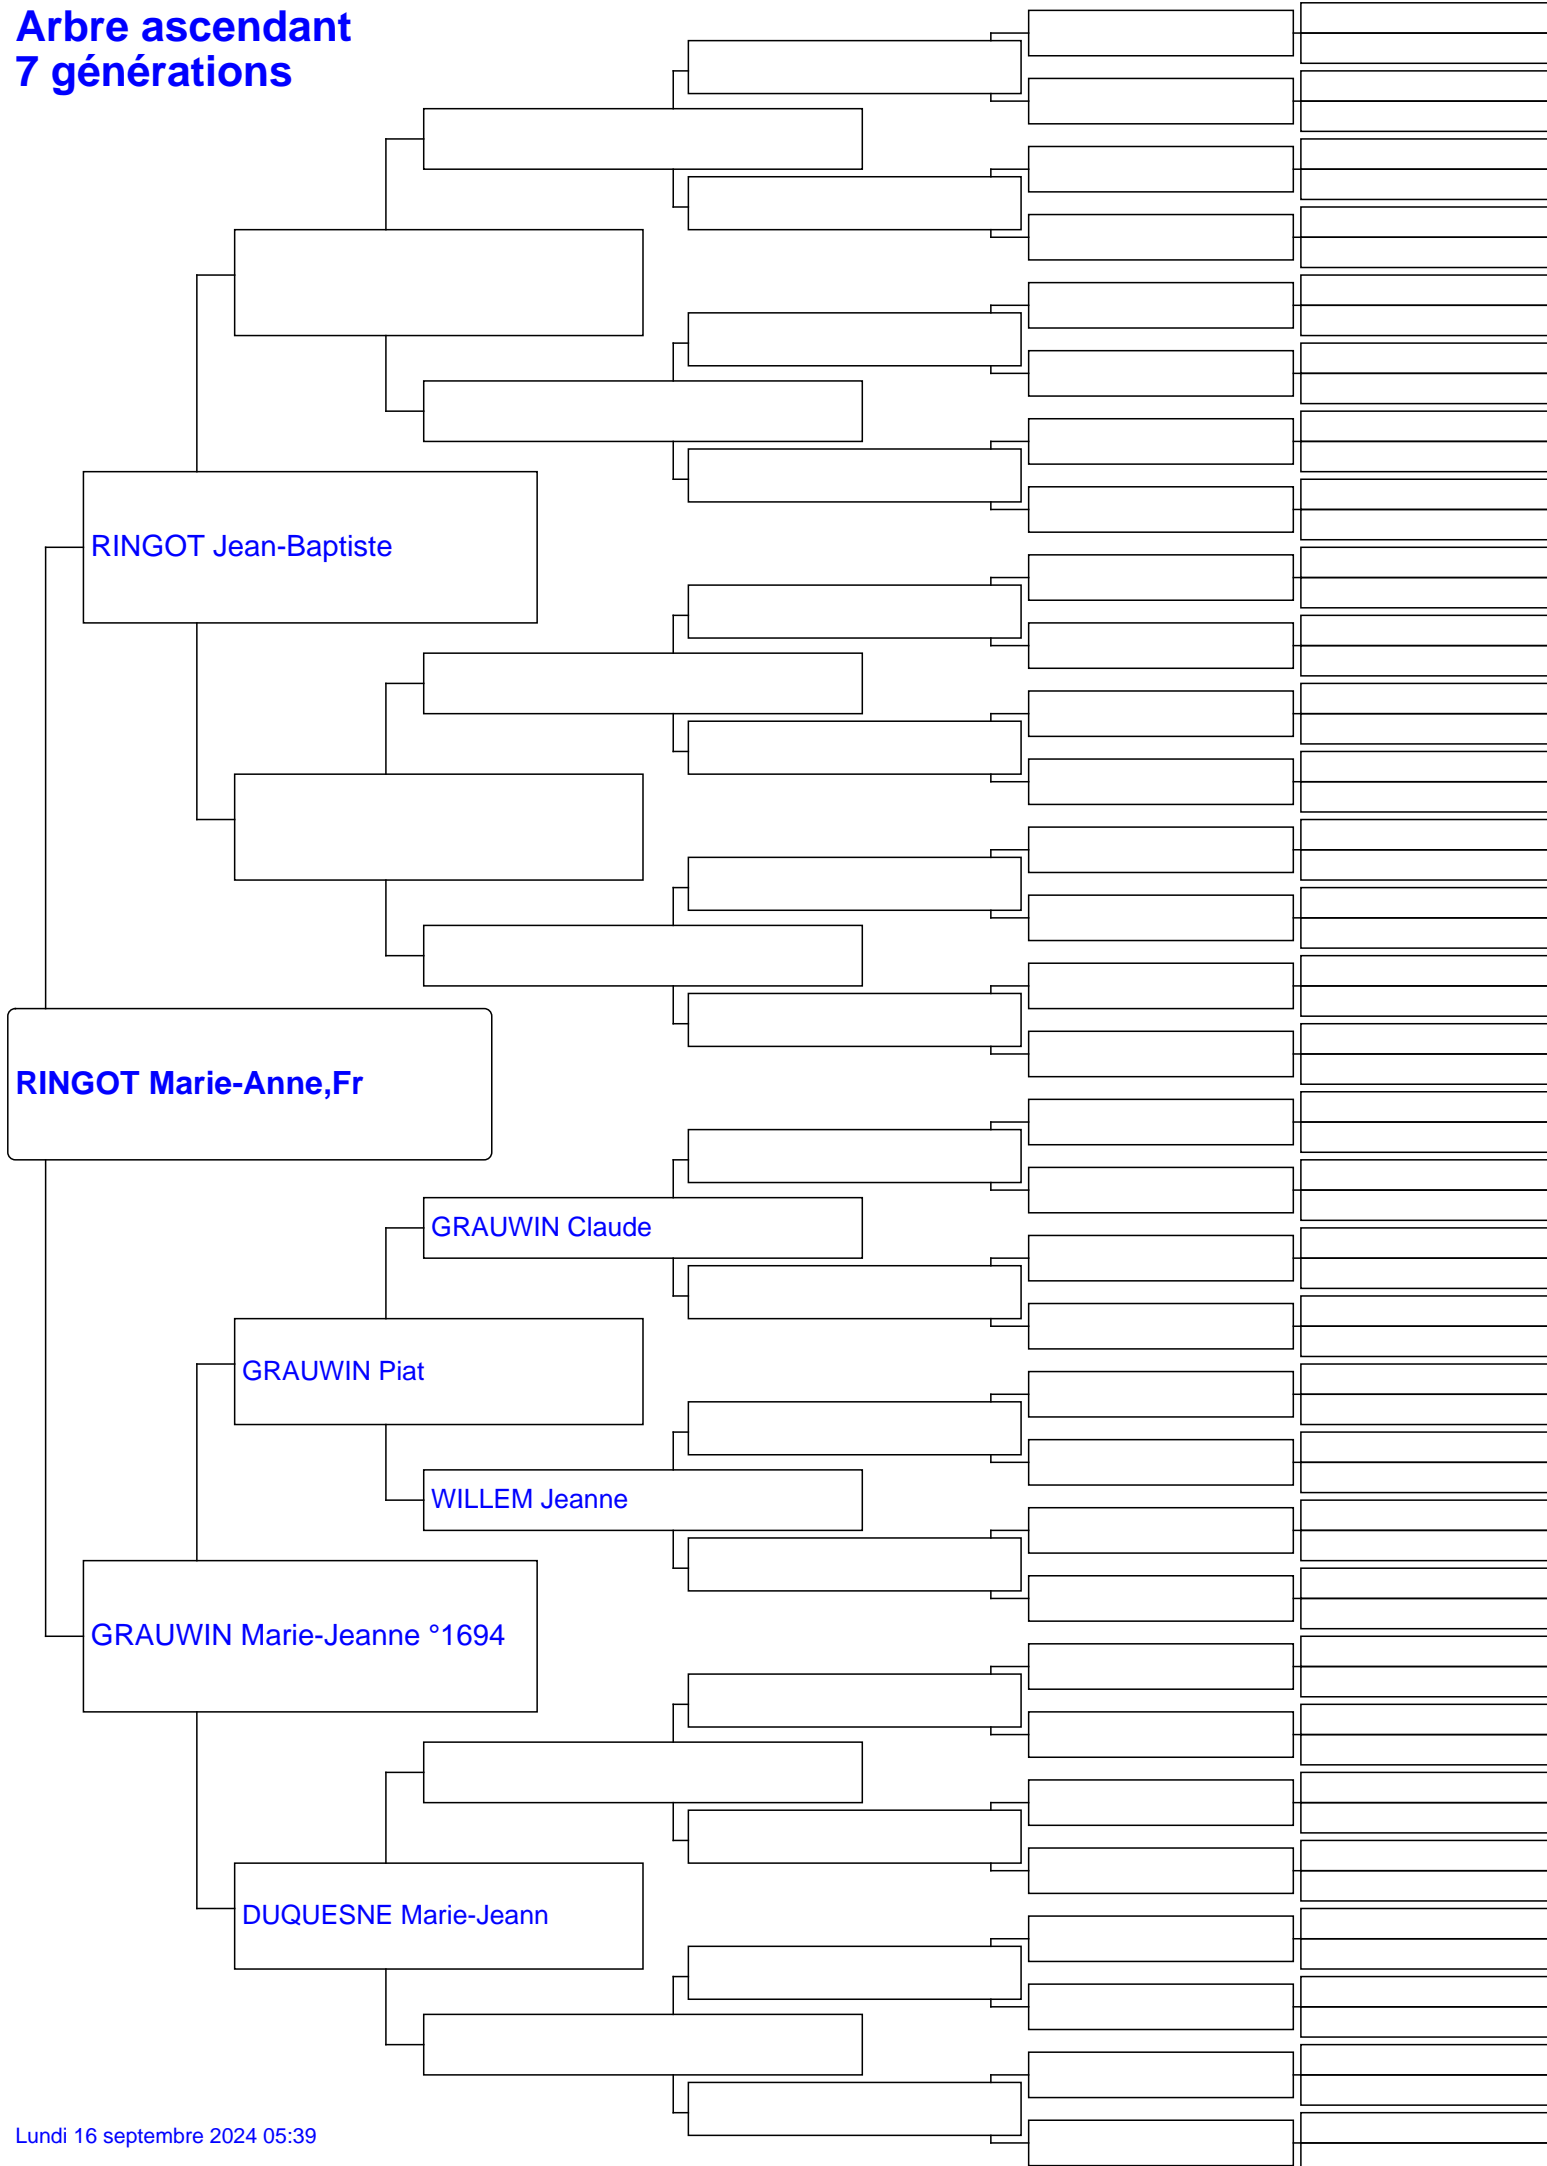 Arbre ascendant
7 générations
RINGOT Jean-Baptiste
RINGOT Marie-Anne,Fr
GRAUWIN Claude
GRAUWIN Piat
WILLEM Jeanne
GRAUWIN Marie-Jeanne °1694
DUQUESNE Marie-Jeann
Lundi 16 septembre 2024 05:39